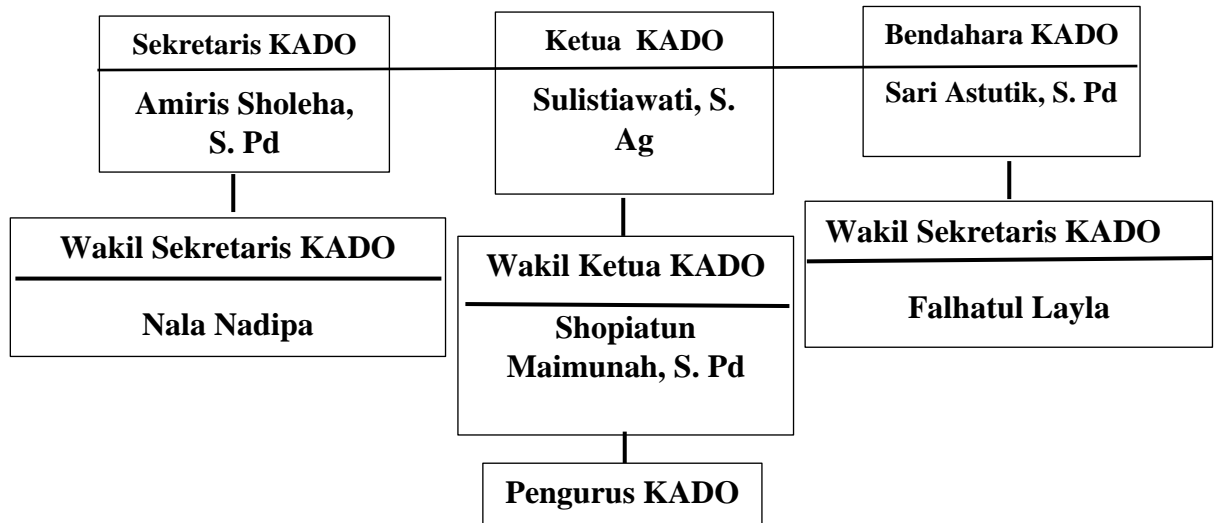 Sekretaris KADO
Amiris Sholeha,
S. Pd
Ketua KADO
Sulistiawati, S.
Ag
Bendahara KADO
Sari Astutik, S. Pd
Wakil Sekretaris KADO
Nala Nadipa
Wakil Ketua KADO
Shopiatun
Maimunah, S. Pd
Wakil Sekretaris KADO
Falhatul Layla
Pengurus KADO